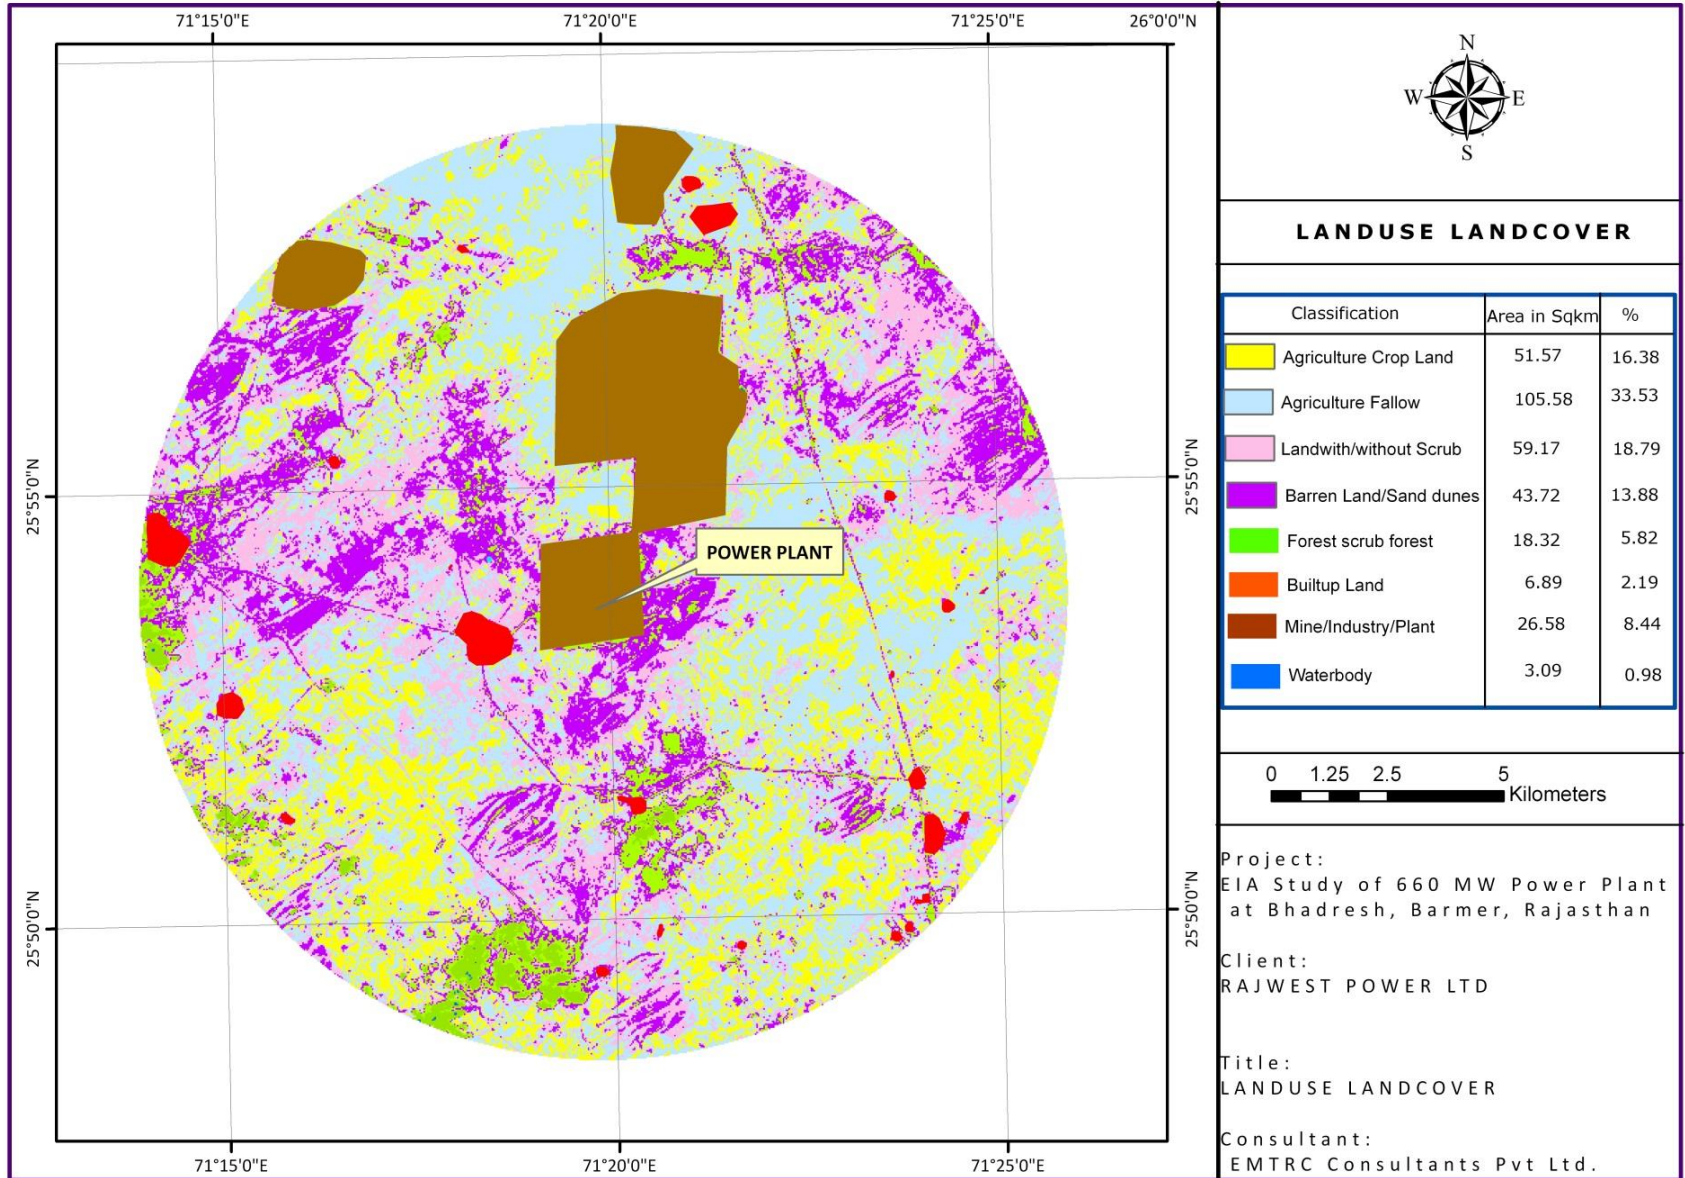 71°15'0"E 71°20'0"E 71°25'0"E 26°0'0"N
N
W E
S
LANDUSE LANDCOVER
Classification Area in Sqkm %
Agriculture Crop Land 51.57 16.38
Agriculture Fallow 105.58 33.53
Landwith/without Scrub 59.17 18.79
Barren Land/Sand dunes 43.72 13.88
Forest scrub forest 18.32 5.82
Builtup Land 6.89 2.19
Mine/Industry/Plant 26.58 8.44
Waterbody 3.09 0.98
25°55'0"N
25°55'0"N
POWER PLANT
25°50'0"N
25°50'0"N
0 1.25 2.5 5
Kilometers
Project:
EIA Study of 660 MW Power Plant
at Bhadresh, Barmer, Rajasthan
Client:
RAJWEST POWER LTD
Title:
LANDUSE LANDCOVER
Consultant:
EMTRC Consultants Pvt Ltd.
71°15'0"E 71°20'0"E 71°25'0"E